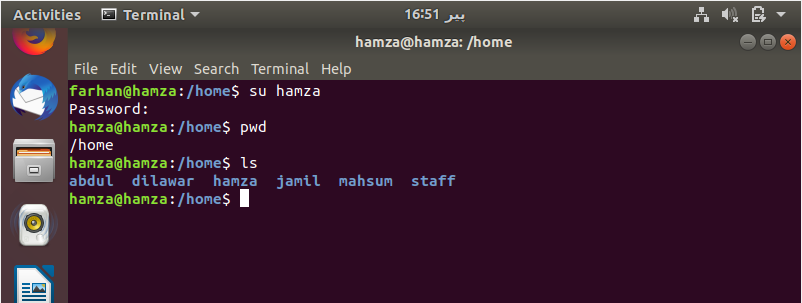 Activities Terminal 16:51 پیر
hamza@hamza: /home
File Edit View Search Terminal Help
farhan@hamza:/home$ su hamza
Password:
hamza@hamza:/home$ pwd
/home
hamza@hamza:/home$ ls
abdul dilawar hamza jamil mahsum staff
hamza@hamza:/home$